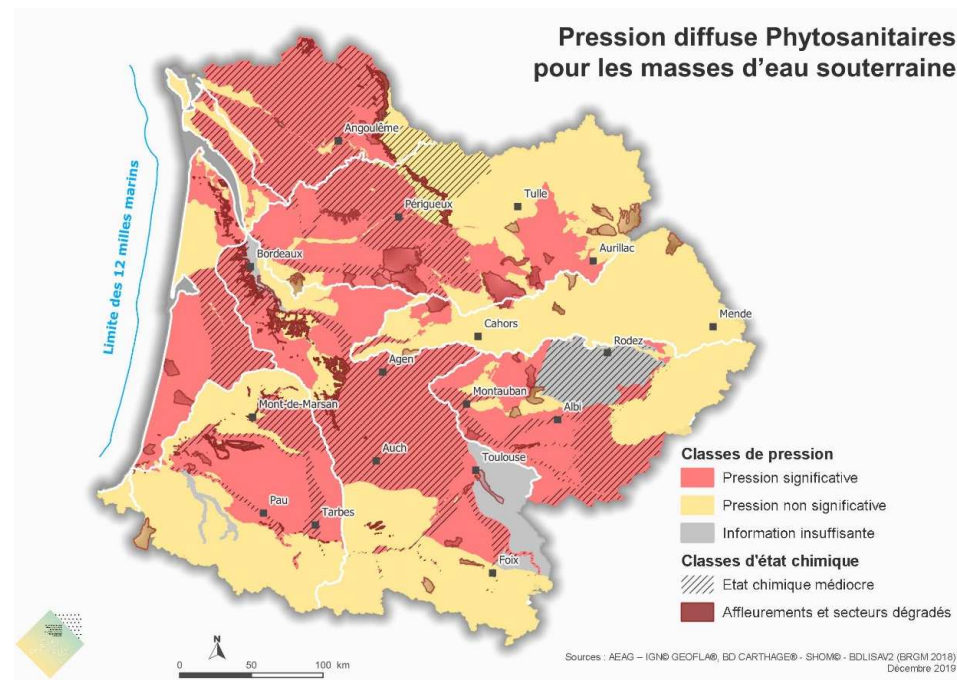 Pression diffuse Phytosanitaires
pour les masses d'eau souterraine
Limite des 12 milles marins
Angoulême
Tulle
Périgueux
Aurillac
Bordeaux
Mende
Cahors
Rodez
Agen
Montauban
Mont-de-Marsan
Albi
Auch
Toulouse
Pau
Tarbes
Foix
Classes de pression
Pression significative
Pression non significative
Information insuffisante
Classes d'état chimique
Etat chimique médiocre
Affleurements et secteurs dégradés
N
0 50 100 km
Sources : AEAG – IGN© GEOFLA®, BD CARTHAGE® - SHOM© - BDLISAV2 (BRGM 2018)
Décembre 2019